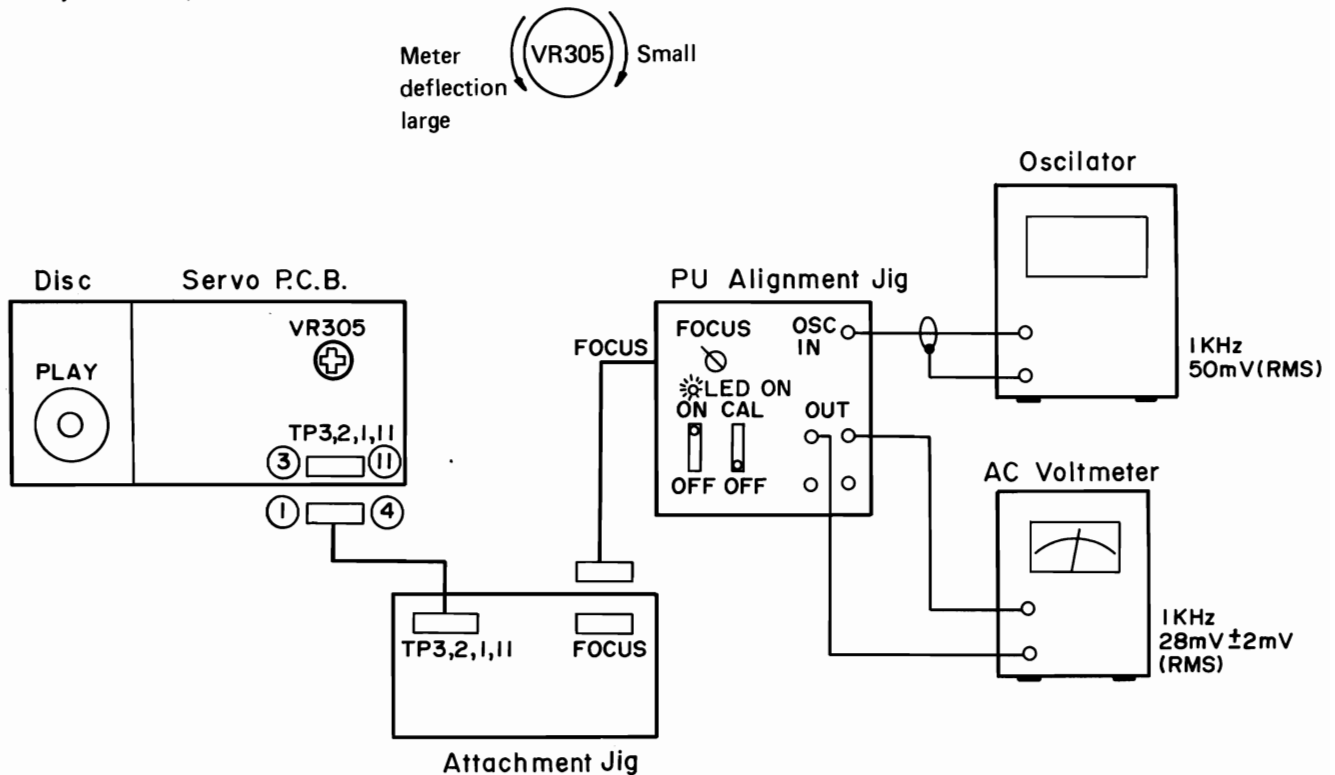 Meter
deflection
large
VR305
Small
Oscilator
1KHz
50mV(RMS)
Disc
Servo P.C.B.
PLAY
VR305
TP3,2,1,11
3
11
1
4
FOCUS
PU Alignment Jig
FOCUS
OSC
IN
LED ON
ON CAL
OUT
OFF OFF
AC Voltmeter
1KHz
28mV±2mV
(RMS)
TP3,2,1,11
FOCUS
Attachment Jig